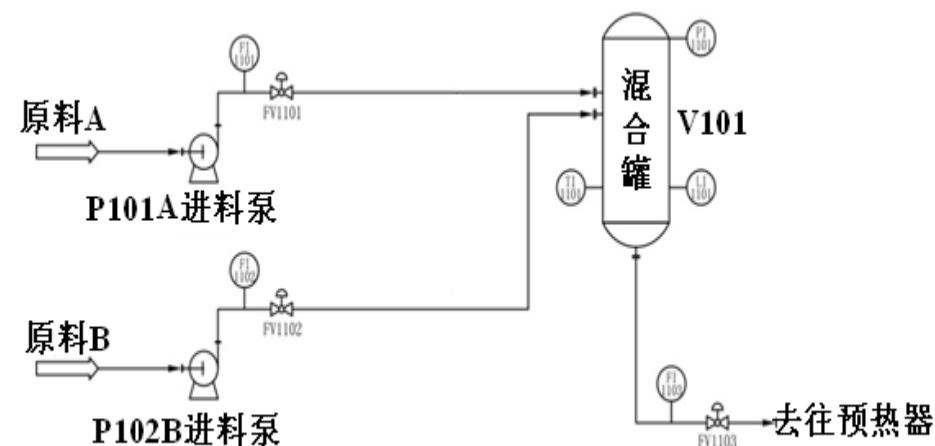 FI
1101
FV1101
原料A
P101A进料泵
PI
1101
混
合
罐
V101
TI
1101
LI
1101
FI
1102
FV1102
原料B
P102B进料泵
FI
1103
FV1103
去往预热器